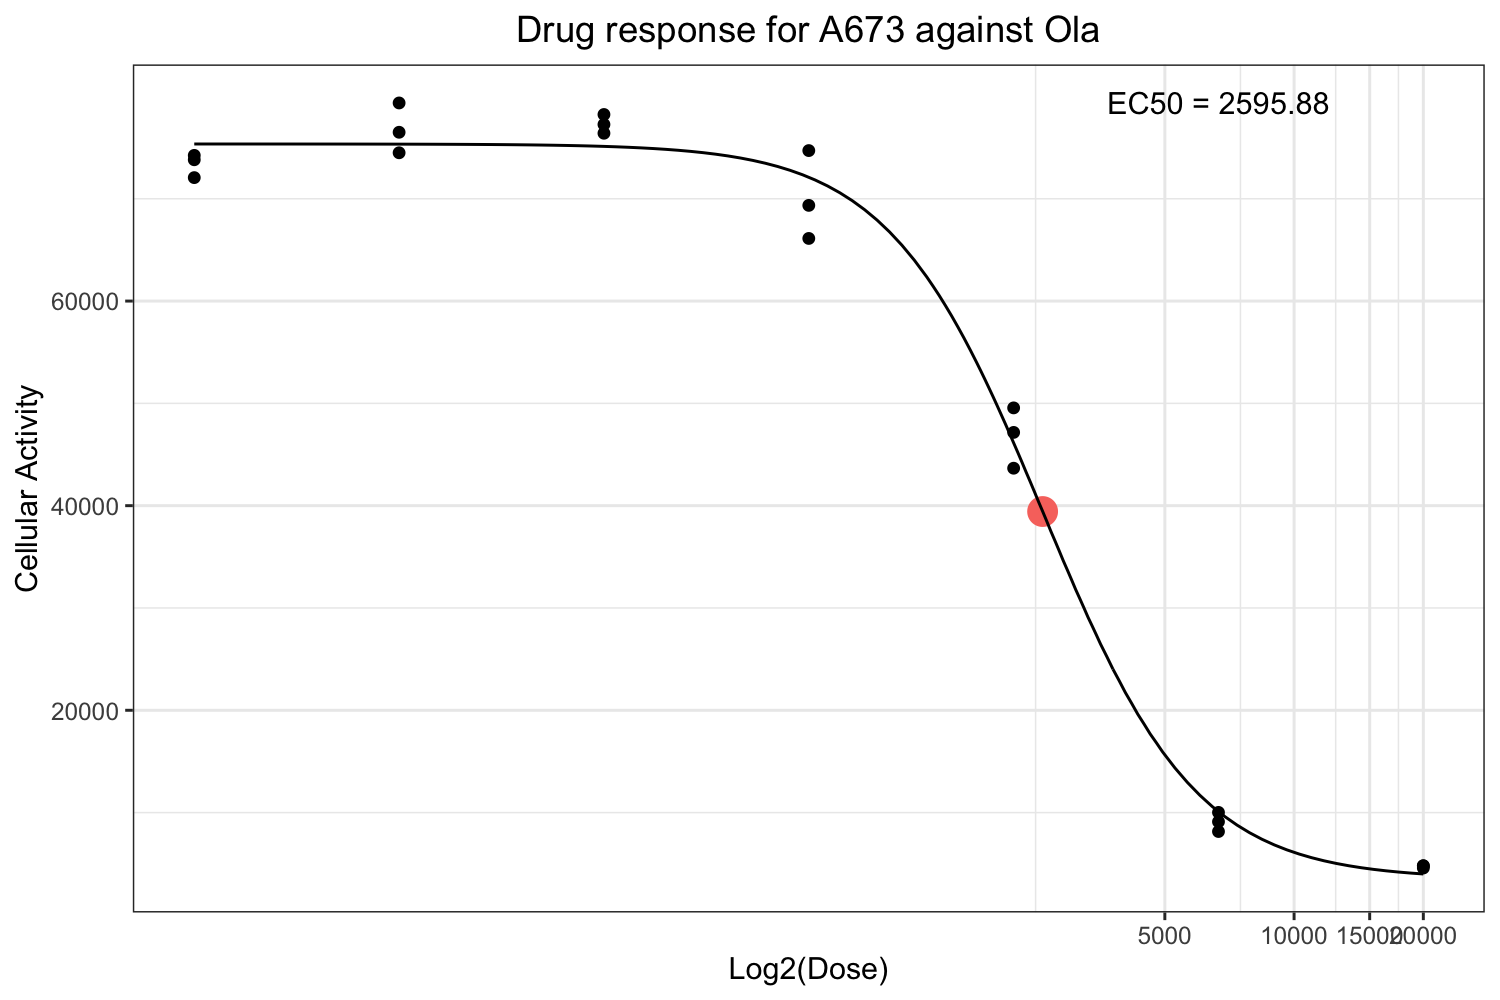 Drug response for A673 against Ola
EC50 = 2595.88
60000
40000
20000
Cellular Activity
5000
10000
15000
20000
Log2(Dose)